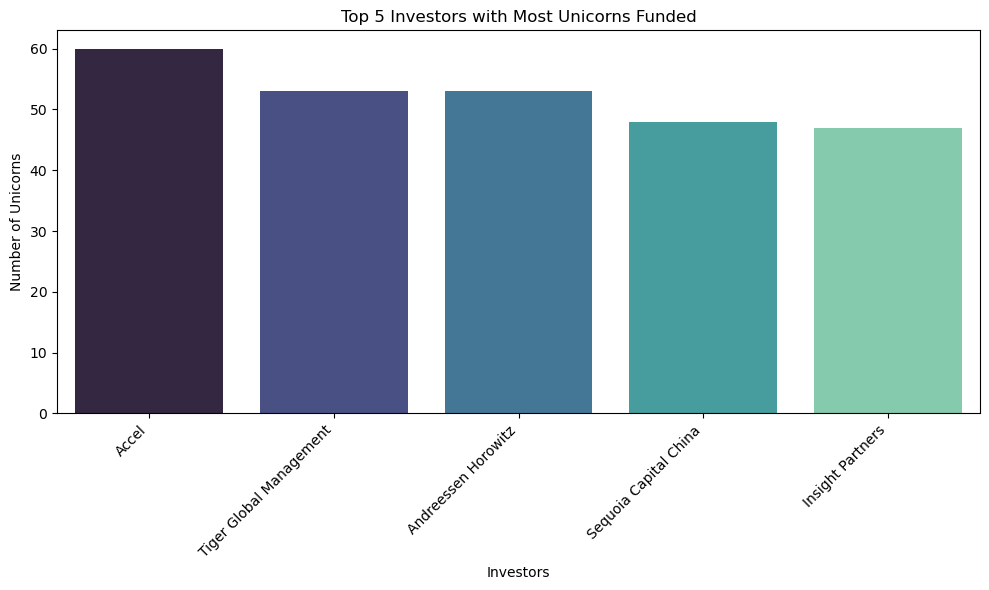 Top 5 Investors with Most Unicorns Funded
Number of Unicorns
60
50
40
30
20
10
0
Accel
Tiger Global Management
Andreessen Horowitz
Sequoia Capital China
Insight Partners
Investors